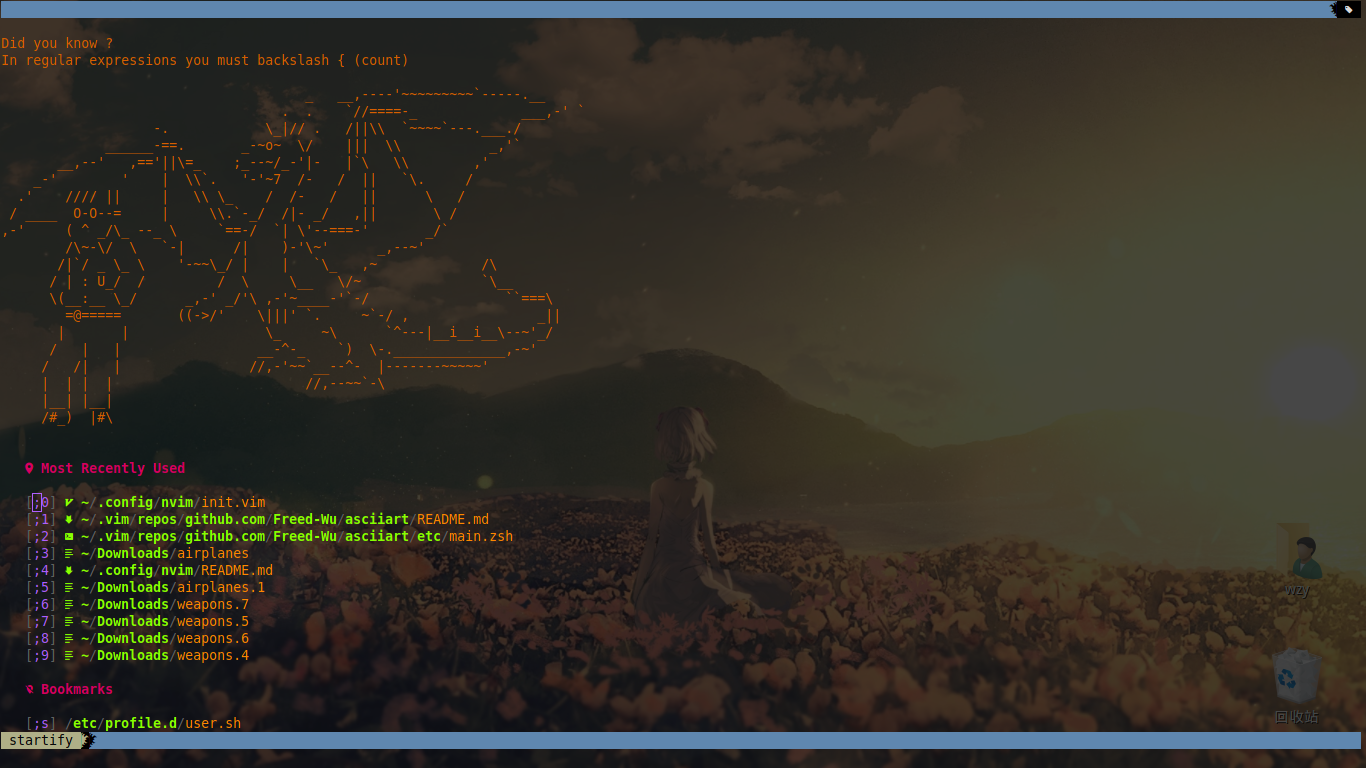 Did you know ?
In regular expressions you must backslash { (count)
Most Recently Used
[;0] ~/.config/nvim/init.vim
[;1] ~/.vim/repos/github.com/Freed-Wu/asciiart/README.md
[;2] ~/.vim/repos/github.com/Freed-Wu/asciiart/etc/main.zsh
[;3] ~/Downloads/airplanes
[;4] ~/.config/nvim/README.md
[;5] ~/Downloads/airplanes.1
[;6] ~/Downloads/weapons.7
[;7] ~/Downloads/weapons.5
[;8] ~/Downloads/weapons.6
[;9] ~/Downloads/weapons.4
wzy
Bookmarks
[;s] /etc/profile.d/user.sh
回收站
startify